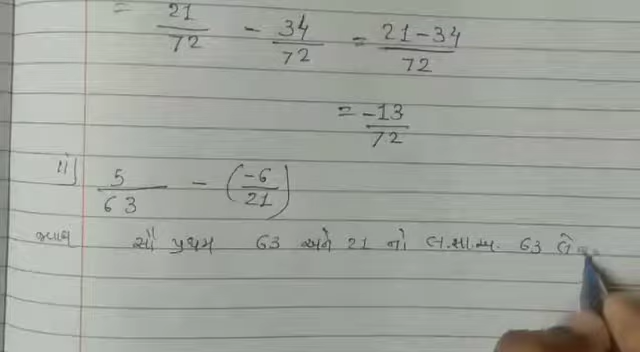 = 21/72 - 34/72 = 21-34/72
= -13/72
ii) 5/63 - (-6/21)
જવાબ સૌ પ્રથમ 63 અને 21 નો લ.સા.અ. 63 લે